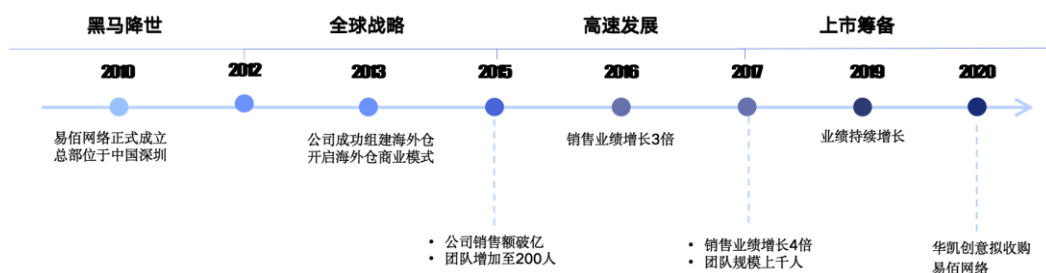 黑马降世
全球战略
高速发展
上市筹备
2010
2012
2013
2015
2016
2017
2019
2020
易佰网络正式成立
总部位于中国深圳
公司成功组建海外仓
开启海外仓商业模式
销售业绩增长3倍
业绩持续增长
• 公司销售额破亿
• 团队增加至200人
• 销售业绩增长4倍
• 团队规模上千人
华凯创意拟收购
易佰网络